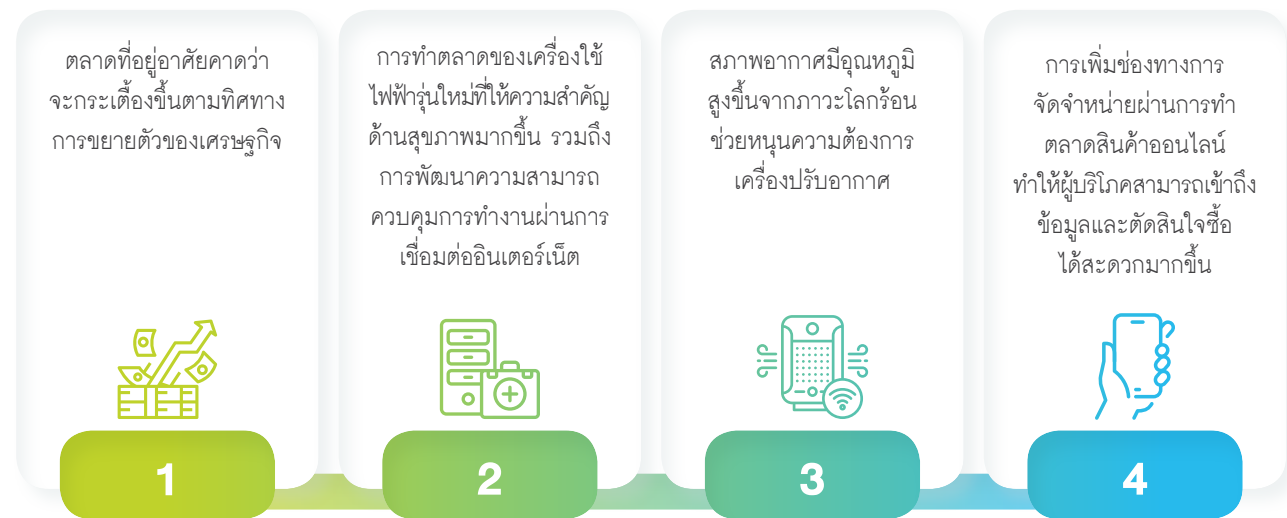 ตลาดที่อยู่อาศัยคาดว่า
จะกระเตื้องขึ้นตามทิศทาง
การขยายตัวของเศรษฐกิจ
1
การทำตลาดของเครื่องใช้
ไฟฟ้ารุ่นใหม่ที่ให้ความสำคัญ
ด้านสุขภาพมากขึ้น รวมถึง
การพัฒนาความสามารถ
ควบคุมการทำงานผ่านการ
เชื่อมต่ออินเตอร์เน็ต
2
สภาพอากาศมีอุณหภูมิ
สูงขึ้นจากภาวะโลกร้อน
ช่วยหนุนความต้องการ
เครื่องปรับอากาศ
3
การเพิ่มช่องทางการ
จัดจำหน่ายผ่านการทำ
ตลาดสินค้าออนไลน์
ทำให้ผู้บริโภคสามารถเข้าถึง
ข้อมูลและตัดสินใจซื้อ
ได้สะดวกมากขึ้น
4